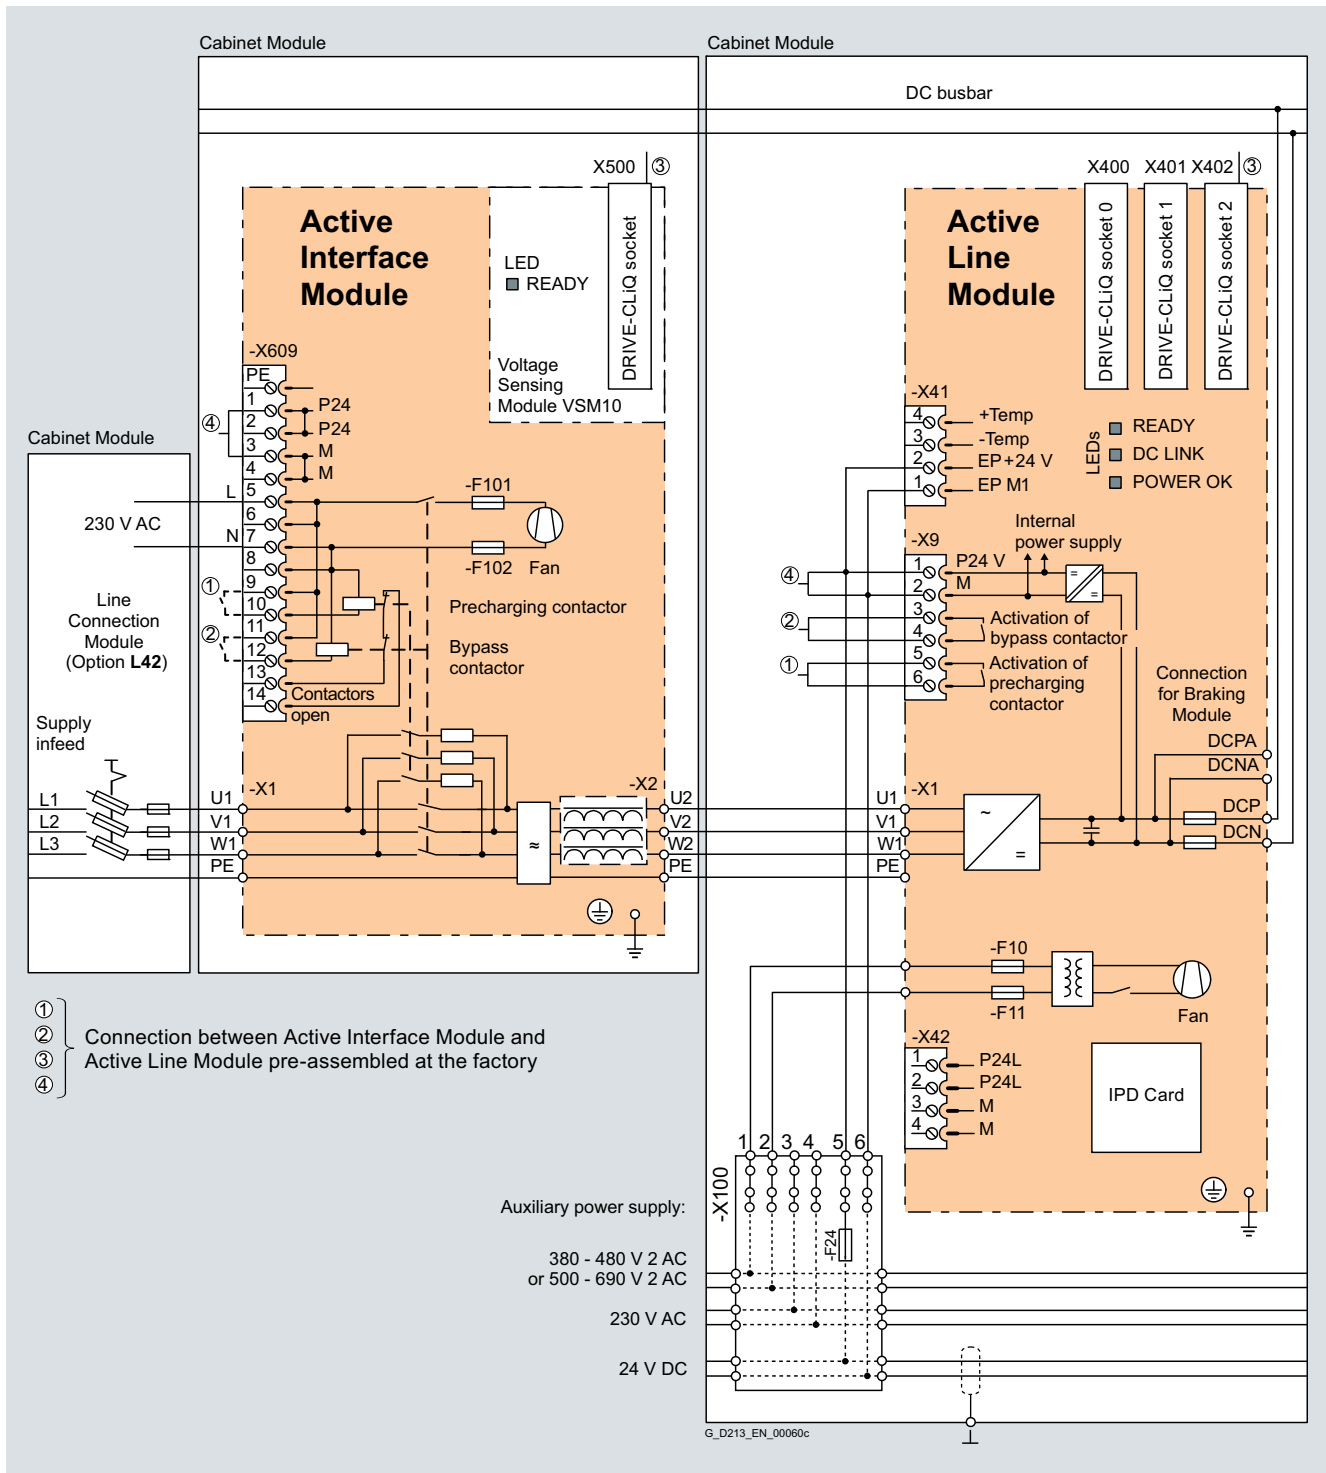 Cabinet Module
Cabinet Module
DC busbar
X500 ③
X400 X401 X402 ③
Active
Interface
Module
LED
READY
DRIVE-CLiQ socket
Voltage
Sensing
Module VSM10
Active
Line
Module
DRIVE-CLiQ socket 0
DRIVE-CLiQ socket 1
DRIVE-CLiQ socket 2
-X609
PE
1 P24
2 P24
3 M
4 M
④
5
6
7
8
9
10
11
12
13
14
L
N
①
②
-F101
-F102
Fan
Precharging contactor
Bypass
contactor
Contactors
open
Cabinet Module
230 V AC
Line
Connection
Module
(Option L42)
Supply
infeed
L1
L2
L3
U1
V1
W1
PE
-X1
≈
-X2
U2
V2
W2
PE
-X41
4 +Temp
3 -Temp
2 EP +24 V
1 EP M1
LEDs
READY
DC LINK
POWER OK
-X9
Internal
power supply
1 P24 V
2 M
3
4
5
6
④
②
①
=
=
Activation of
bypass contactor
Activation of
precharging
contactor
Connection
for Braking
Module
DCPA
DCNA
DCP
DCN
U1
V1
W1
PE
-X1
~
=
-F10
-F11
Fan
-X42
1 P24L
2 P24L
3 M
4 M
IPD Card
①
②
③
④
Connection between Active Interface Module and
Active Line Module pre-assembled at the factory
1 2 3 4 5 6
-X100
-F24
Auxiliary power supply:
380 - 480 V 2 AC
or 500 - 690 V 2 AC
230 V AC
24 V DC
G_D213_EN_00060c